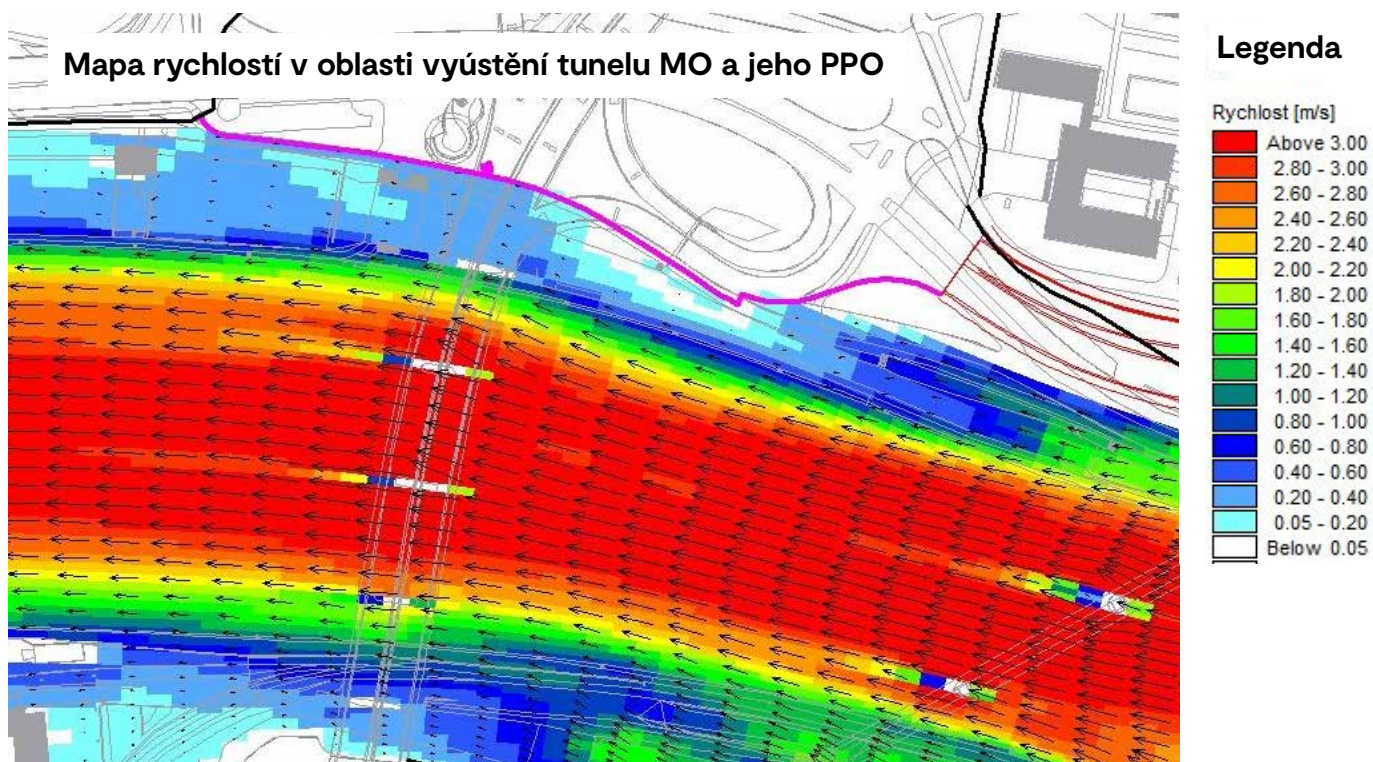 Mapa rychlostí v oblasti vyústění tunelu MO a jeho PPO
Legenda
Rychlost [m/s]
Above 3.00
2.80 - 3.00
2.60 - 2.80
2.40 - 2.60
2.20 - 2.40
2.00 - 2.20
1.80 - 2.00
1.60 - 1.80
1.40 - 1.60
1.20 - 1.40
1.00 - 1.20
0.80 - 1.00
0.60 - 0.80
0.40 - 0.60
0.20 - 0.40
0.05 - 0.20
Below 0.05